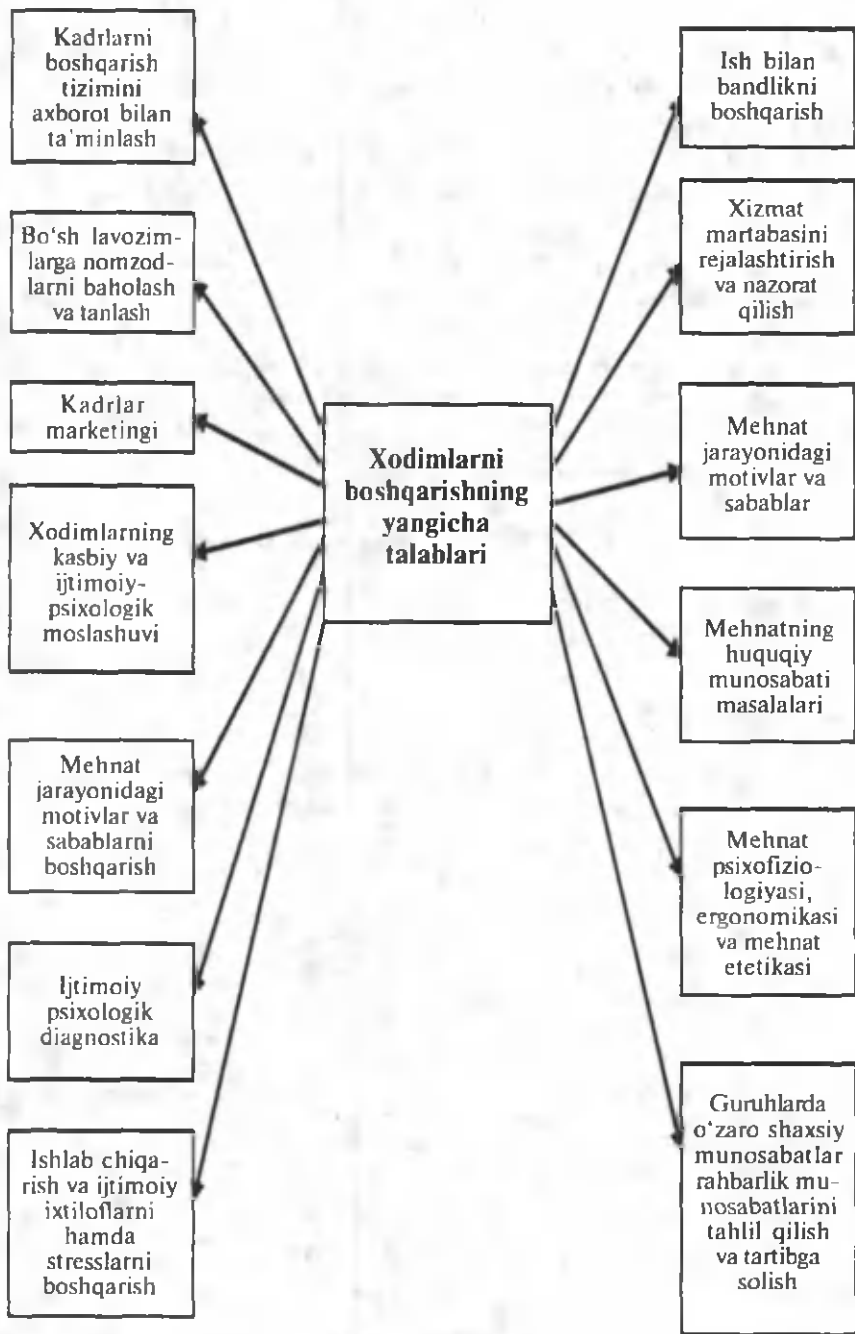 Kadrlarni
boshqarish
tizimini
axborot bilan
ta'minlash
Bo‘sh lavozim-
larga nomzod-
larni baholash
va tanlash
Kadrlar
marketingi
Xodimlarning
kasbiy va
ijtimoiy-
psixologik
moslashuvi
Mehnat
jarayonidagi
motivlar va
sabablarni
boshqarish
Ijtimoiy
psixologik
diagnostika
Ishlab chiqa-
rish va ijtimoiy
ixtiloflarni
hamda
stresslarni
boshqarish
Xodimlarni
boshqarishning
yangicha
talablari
Ish bilan
bandlikni
boshqarish
Xizmat
martabasini
rejalashtirish
va nazorat
qilish
Mehnat
jarayonidagi
motivlar va
sabablar
Mehnatning
huquqiy
munosabati
masalalari
Mehnat
psixofizio-
logiyasi,
ergonomikasi
va mehnat
etetikasi
Guruhlarda
o‘zaro shaxsiy
munosabatlar
rahbarlik mu-
nosabatlarini
tahlil qilish
va tartibga
solish